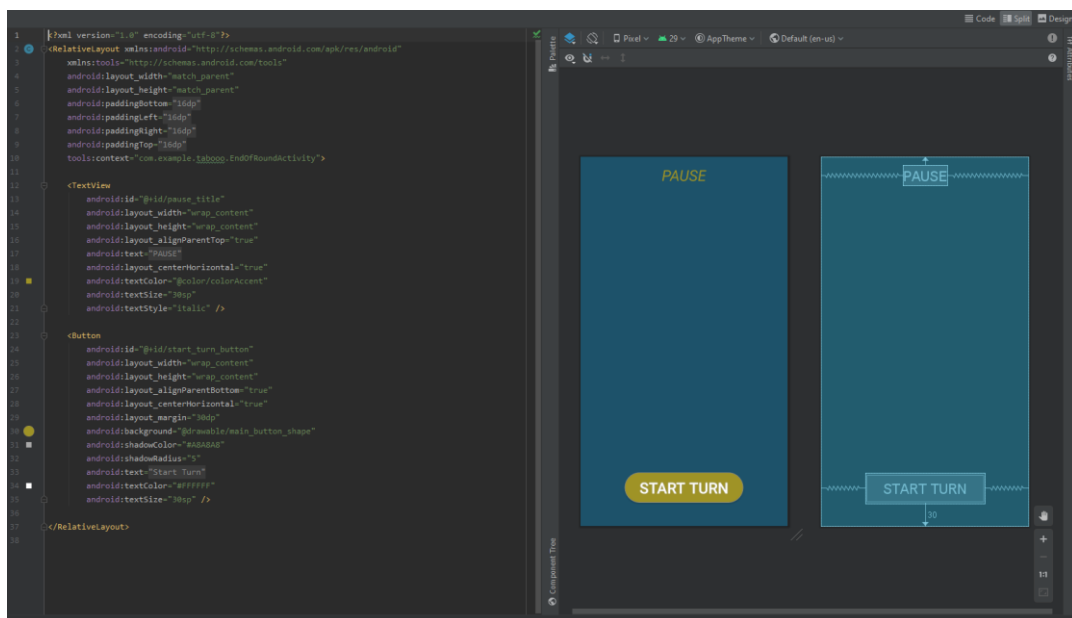 Code Split Design
Palette
Pixel 29 AppTheme Default (en-us)
Attributes
1 <?xml version="1.0" encoding="utf-8"?>
2 <RelativeLayout xmlns:android="http://schemas.android.com/apk/res/android"
3 xmlns:tools="http://schemas.android.com/tools"
4 android:layout_width="match_parent"
5 android:layout_height="match_parent"
6 android:paddingBottom="16dp"
7 android:paddingLeft="16dp"
8 android:paddingRight="16dp"
9 android:paddingTop="16dp"
10 tools:context="com.example.tabooo.EndOfRoundActivity">
11
12 <TextView
13 android:id="@+id/pause_title"
14 android:layout_width="wrap_content"
15 android:layout_height="wrap_content"
16 android:layout_alignParentTop="true"
17 android:text="PAUSE"
18 android:layout_centerHorizontal="true"
19 android:textColor="@color/colorAccent"
20 android:textSize="30sp"
21 android:textStyle="italic" />
22
23 <Button
24 android:id="@+id/start_turn_button"
25 android:layout_width="wrap_content"
26 android:layout_height="wrap_content"
27 android:layout_alignParentBottom="true"
28 android:layout_centerHorizontal="true"
29 android:layout_margin="30dp"
30 android:background="@drawable/main_button_shape"
31 android:shadowColor="#A8A8A8"
32 android:shadowRadius="5"
33 android:text="Start Turn"
34 android:textColor="#FFFFFF"
35 android:textSize="30sp" />
36
37 </RelativeLayout>
38
PAUSE
PAUSE
START TURN
START TURN
30
Component Tree
1:1